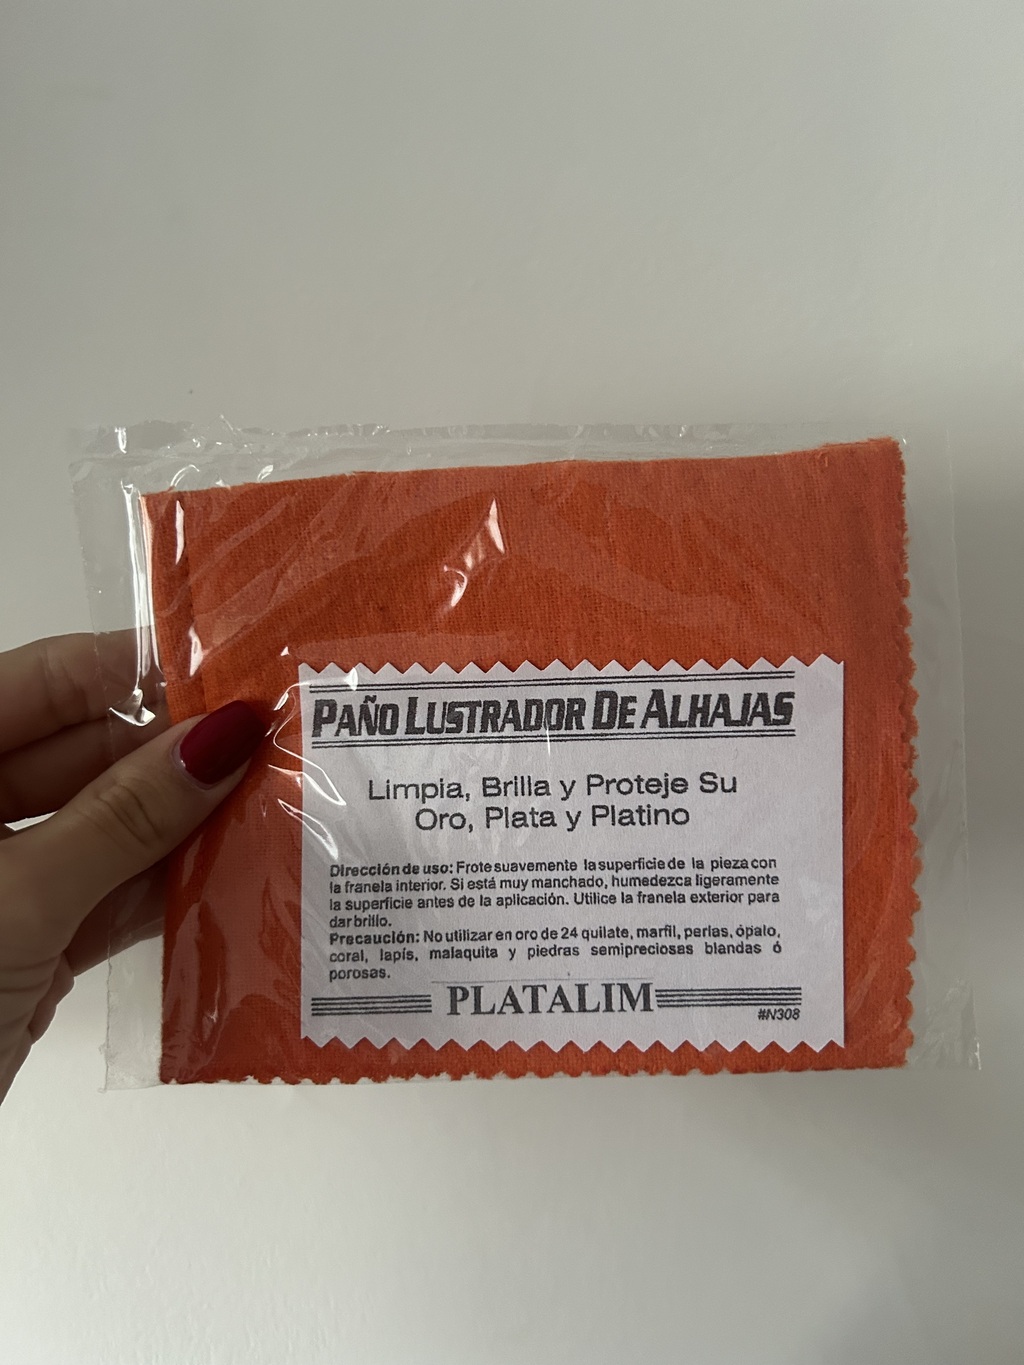 PAÑO LUSTRADOR DE ALHAJAS
Limpia, Brilla y Proteje Su
Oro, Plata y Platino
Dirección de uso: Frote suavemente la superficie de la pieza con
la franela interior. Si está muy manchado, humedezca ligeramente
la superficie antes de la aplicación. Utilice la franela exterior para
dar brillo.
Precaución: No utilizar en oro de 24 quilate, marfil, perlas, ópalo,
coral, lapís, malaquita y piedras semipreciosas blandas ó
porosas.
PLATALIM
#N308